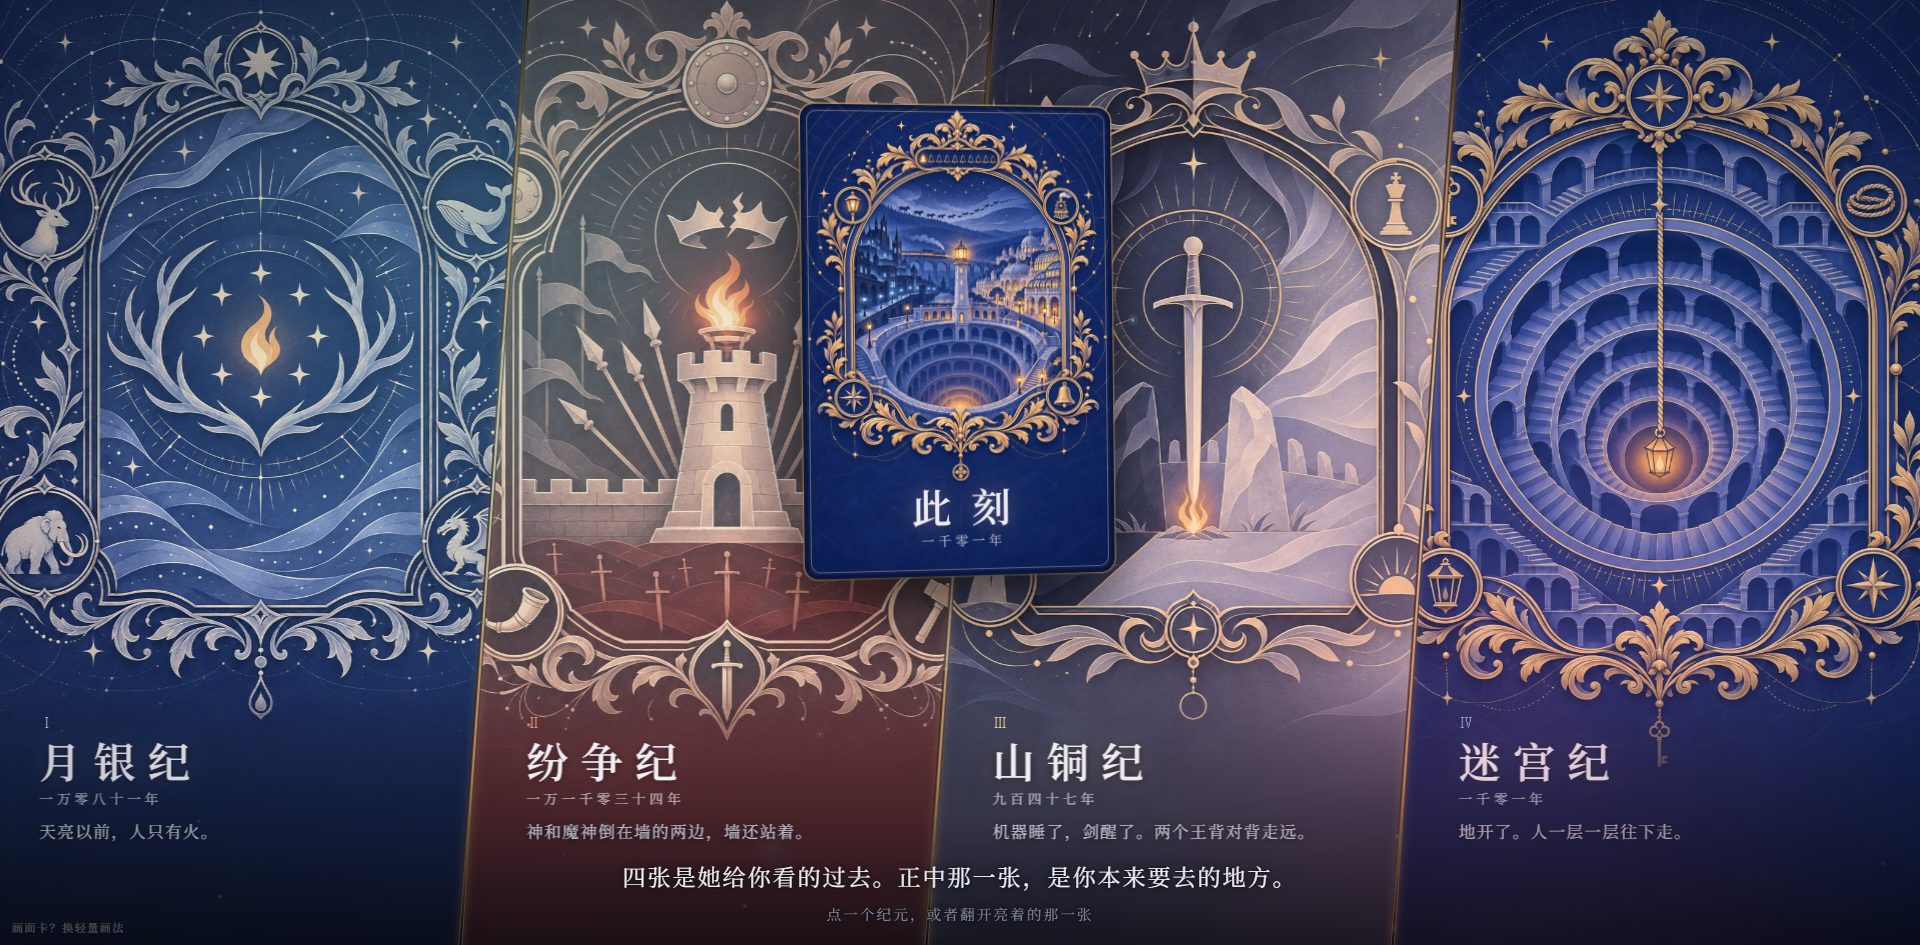 此刻
一千零一年
I
月银纪
一万零八十一年
天亮以前，人只有火。
II
纷争纪
一万一千零三十四年
神和魔神倒在墙的两边，墙还站着。
III
山铜纪
九百四十七年
机器睡了，剑醒了。两个王背对背走远。
IV
迷宫纪
一千零一年
地开了。人一层一层往下走。
四张是她给你看的过去。正中那一张，是你本来要去的地方。
点一个纪元，或者翻开亮着的那一张
画面卡？换轻量画法